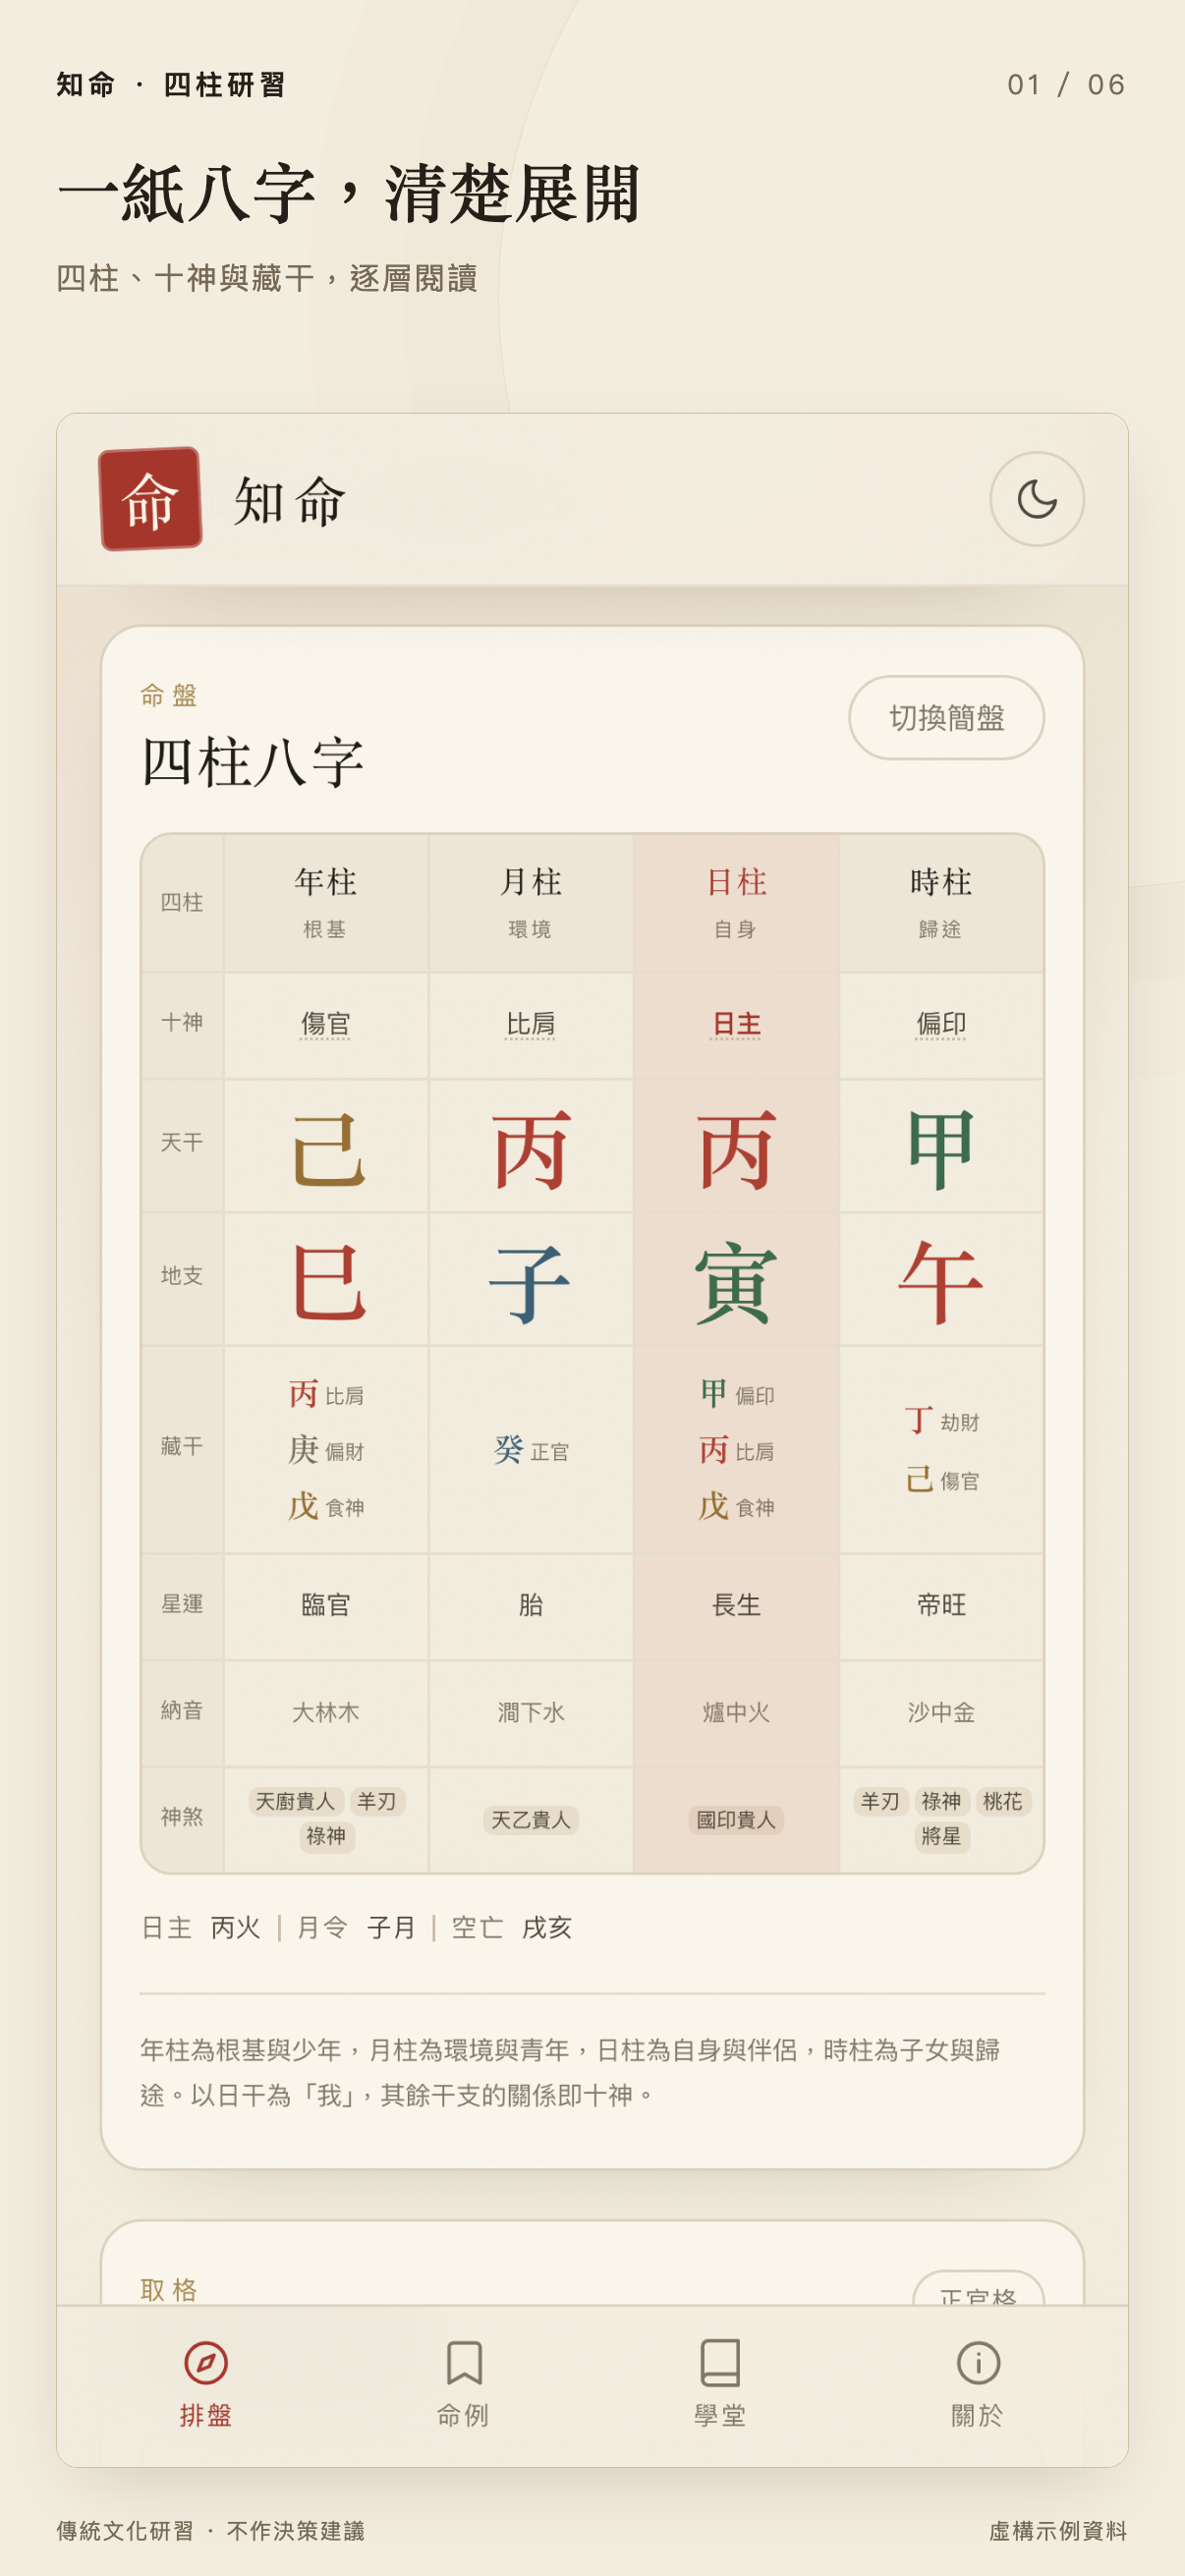 知命 · 四柱研習
01 / 06
一紙八字，清楚展開
四柱、十神與藏干，逐層閱讀
命
知命
命盤
切換簡盤
四柱八字
四柱 年柱 月柱 日柱 時柱
根基 環境 自身 歸途
十神 傷官 比肩 日主 偏印
天干 己 丙 丙 甲
地支 巳 子 寅 午
藏干
丙 比肩
庚 偏財
戊 食神
癸 正官
甲 偏印
丙 比肩
戊 食神
丁 劫財
己 傷官
星運 臨官 胎 長生 帝旺
納音 大林木 澗下水 爐中火 沙中金
神煞
天廚貴人 羊刃
祿神
天乙貴人
國印貴人
羊刃 祿神 桃花
將星
日主 丙火 | 月令 子月 | 空亡 戌亥
年柱為根基與少年，月柱為環境與青年，日柱為自身與伴侶，時柱為子女與歸
途。以日干為「我」，其餘干支的關係即十神。
取格
正官格
排盤 命例 學堂 關於
傳統文化研習 · 不作決策建議
虛構示例資料